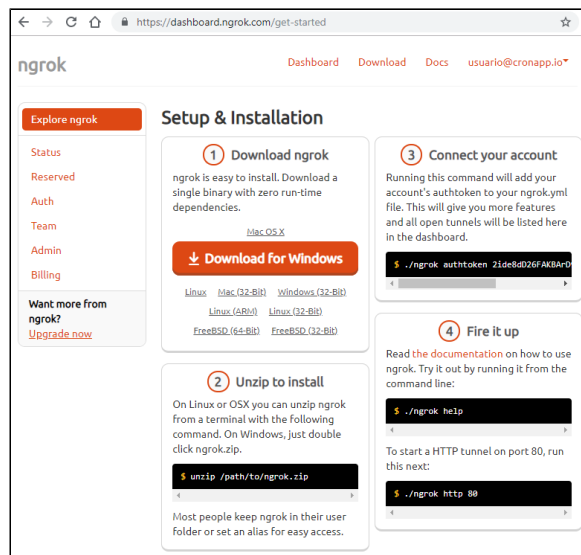 https://dashboard.ngrok.com/get-started
ngrok
Dashboard Download Docs usuario@cronapp.io
Explore ngrok
Status
Reserved
Auth
Team
Admin
Billing
Want more from
ngrok?
Upgrade now
Setup & Installation
1 Download ngrok
ngrok is easy to install. Download a
single binary with zero run-time
dependencies.
Mac OS X
Download for Windows
Linux Mac (32-Bit) Windows (32-Bit)
Linux (ARM) Linux (32-Bit)
FreeBSD (64-Bit) FreeBSD (32-Bit)
2 Unzip to install
On Linux or OSX you can unzip ngrok
from a terminal with the following
command. On Windows, just double
click ngrok.zip.
$ unzip /path/to/ngrok.zip
Most people keep ngrok in their user
folder or set an alias for easy access.
3 Connect your account
Running this command will add your
account's authtoken to your ngrok.yml
file. This will give you more features
and all open tunnels will be listed here
in the dashboard.
$ ./ngrok authtoken 2ide8dD26FAKBArD
4 Fire it up
Read the documentation on how to use
ngrok. Try it out by running it from the
command line:
$ ./ngrok help
To start a HTTP tunnel on port 80, run
this next:
$ ./ngrok http 80